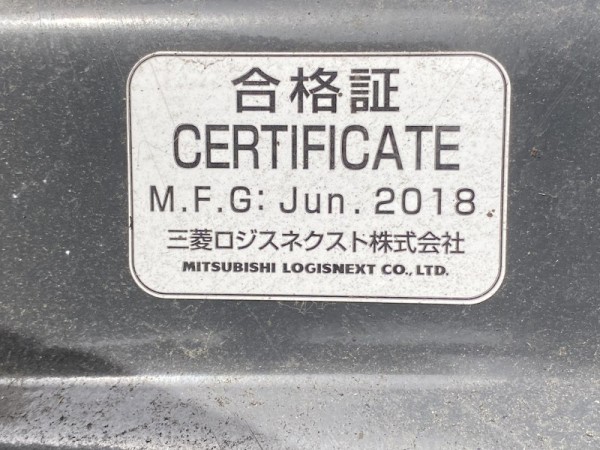 合格証
CERTIFICATE
M.F.G: Jun. 2018
三菱ロジスネクスト株式会社
MITSUBISHI LOGISNEXT CO., LTD.